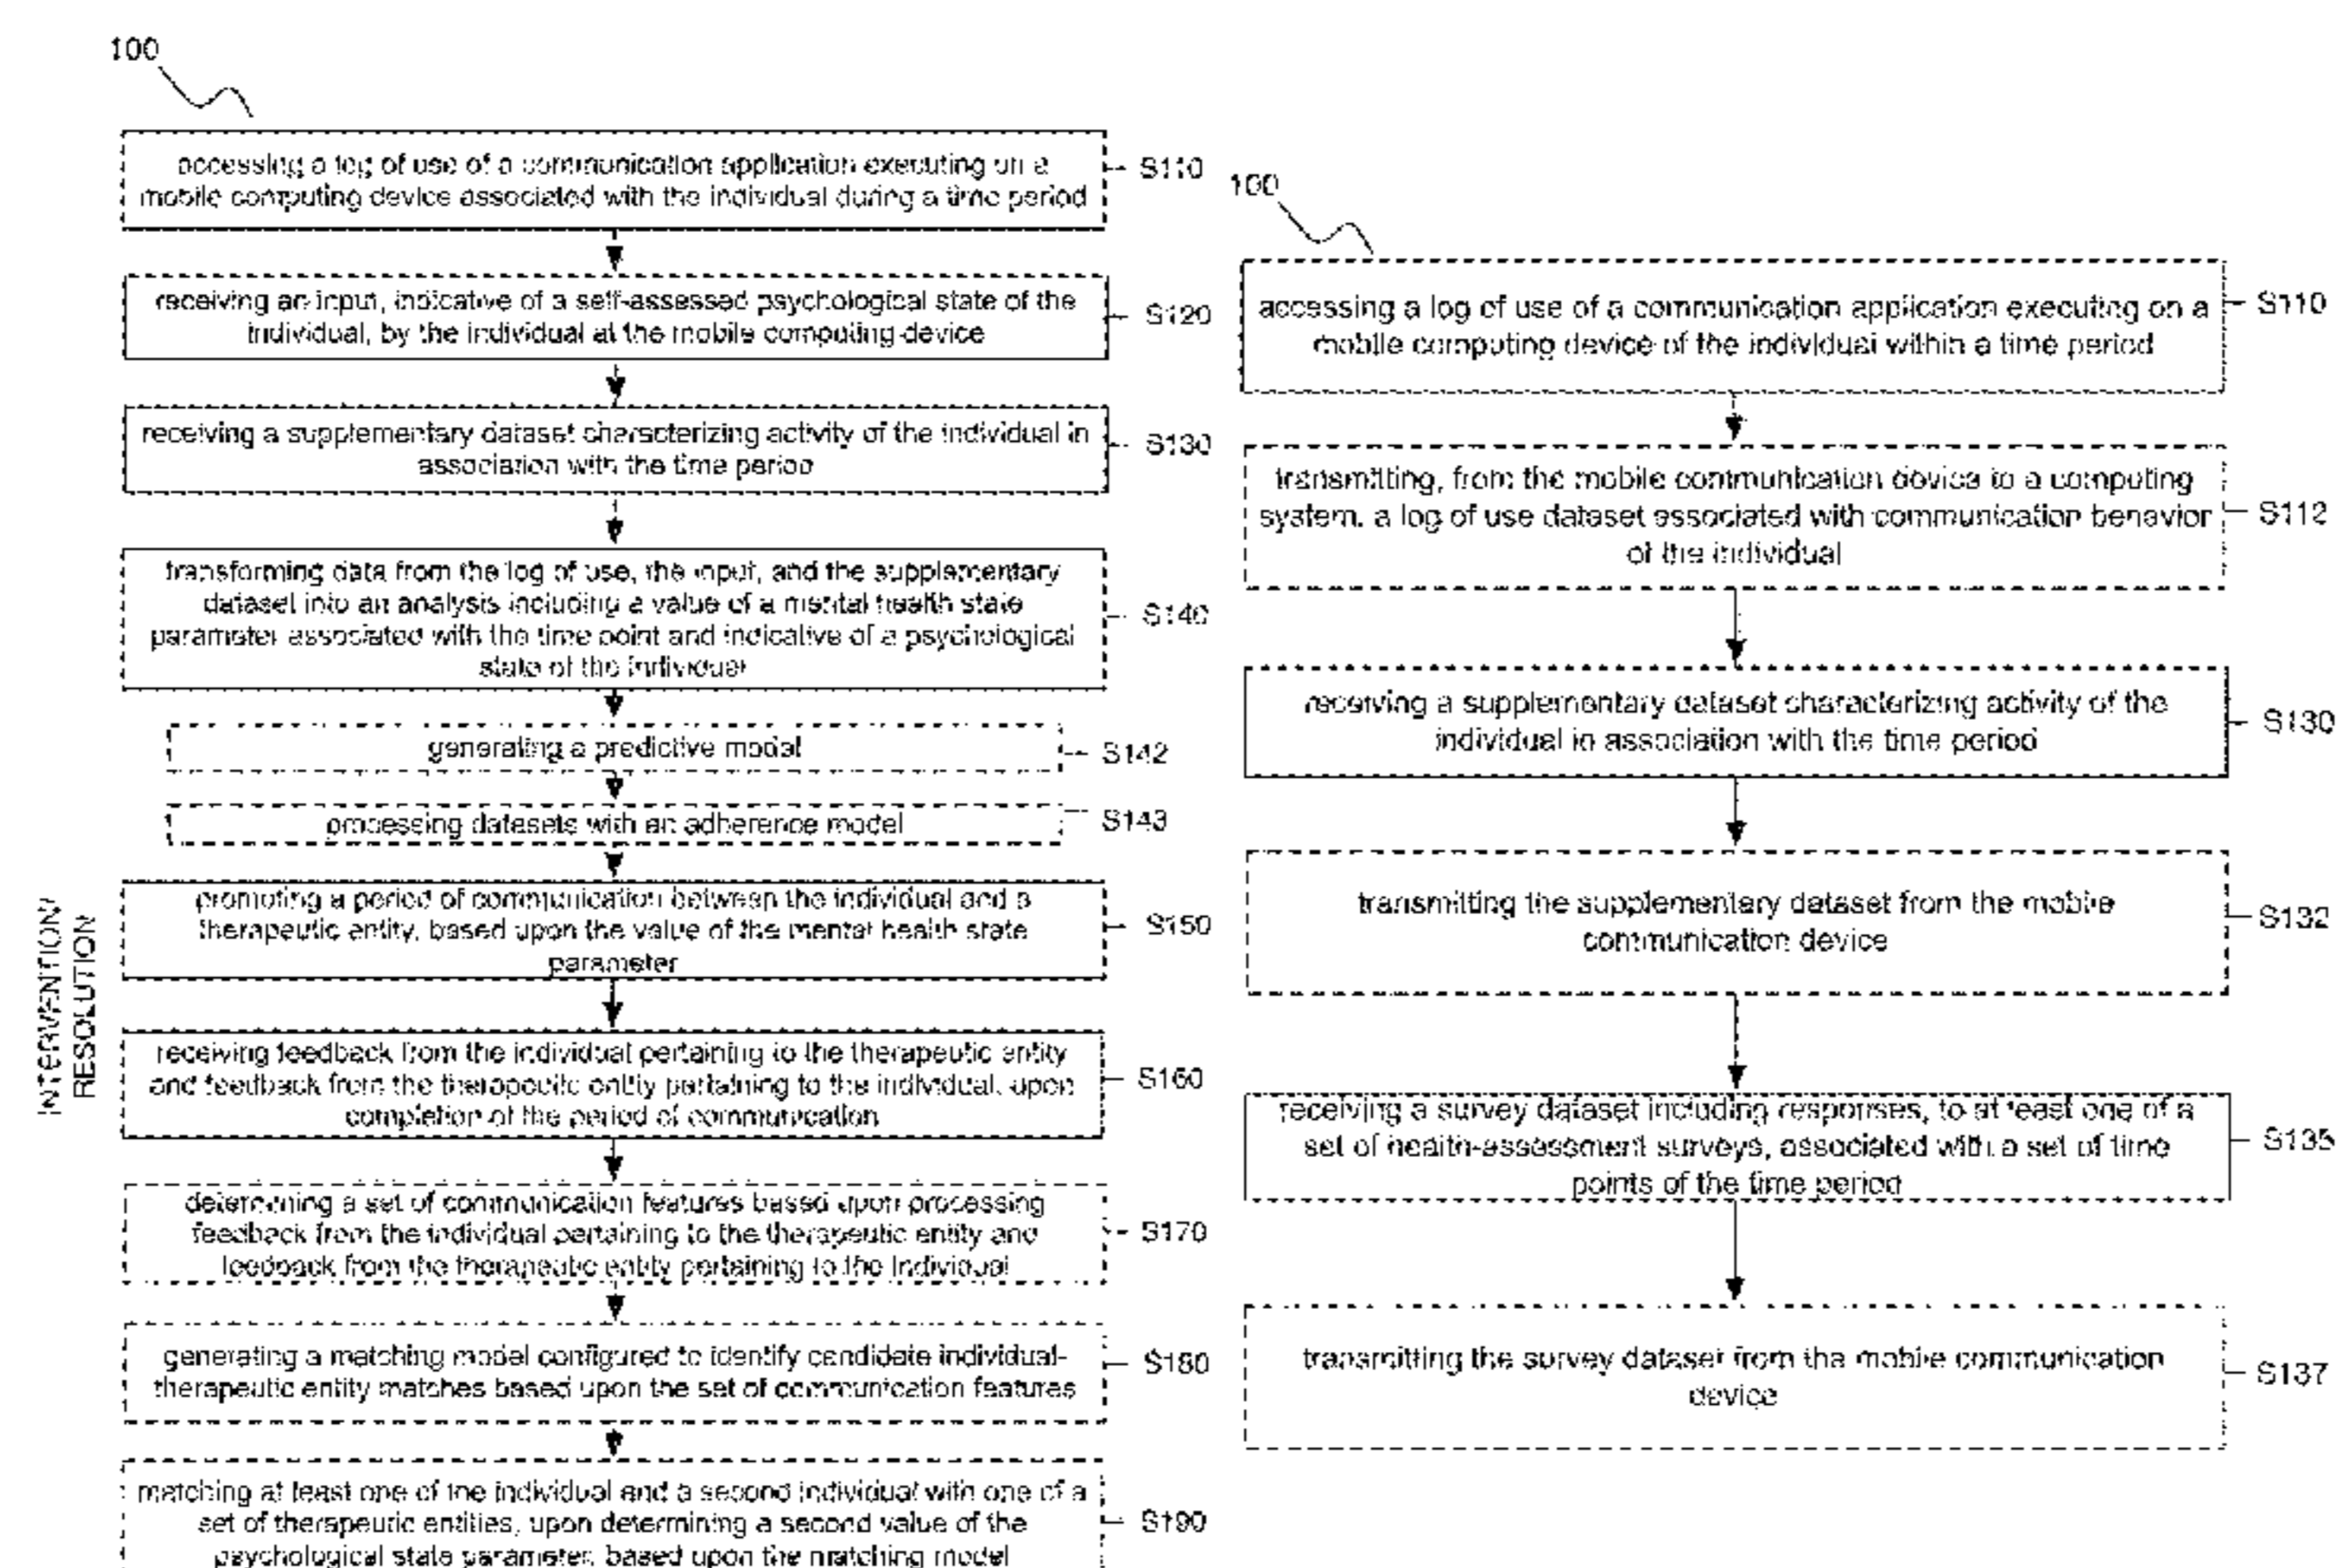 100
accessing a log of use of a communication application executing on a
mobile computing device associated with the individual during a time period
S110
receiving an input, indicative of a self-assessed psychological state of the
individual, by the individual at the mobile computing device
S120
receiving a supplementary dataset characterizing activity of the individual in
association with the time period
S130
transforming data from the log of use, the input, and the supplementary
dataset into an analysis including a value of a mental health state
parameter associated with the time point and indicative of a psychological
state of the individual
S140
generating a predictive model
S142
processing datasets with an adherence model
S143
INTERVENTION/
RESOLUTION
promoting a period of communication between the individual and a
therapeutic entity, based upon the value of the mental health state
parameter
S150
receiving feedback from the individual pertaining to the therapeutic entity
and feedback from the therapeutic entity pertaining to the individual, upon
completion of the period of communication
S160
determining a set of communication features based upon processing
feedback from the individual pertaining to the therapeutic entity and
feedback from the therapeutic entity pertaining to the individual
S170
generating a matching model configured to identify candidate individual-
therapeutic entity matches based upon the set of communication features
S180
matching at least one of the individual and a second individual with one of a
set of therapeutic entities, upon determining a second value of the
psychological state parameter, based upon the matching model
S190
100
accessing a log of use of a communication application executing on a
mobile computing device of the individual within a time period
S110
transmitting, from the mobile communication device to a computing
system, a log of use dataset associated with communication behavior
of the individual
S112
receiving a supplementary dataset characterizing activity of the
individual in association with the time period
S130
transmitting the supplementary dataset from the mobile
communication device
S132
receiving a survey dataset including responses, to at least one of a
set of health-assessment surveys, associated with a set of time
points of the time period
S135
transmitting the survey dataset from the mobile communication
device
S137